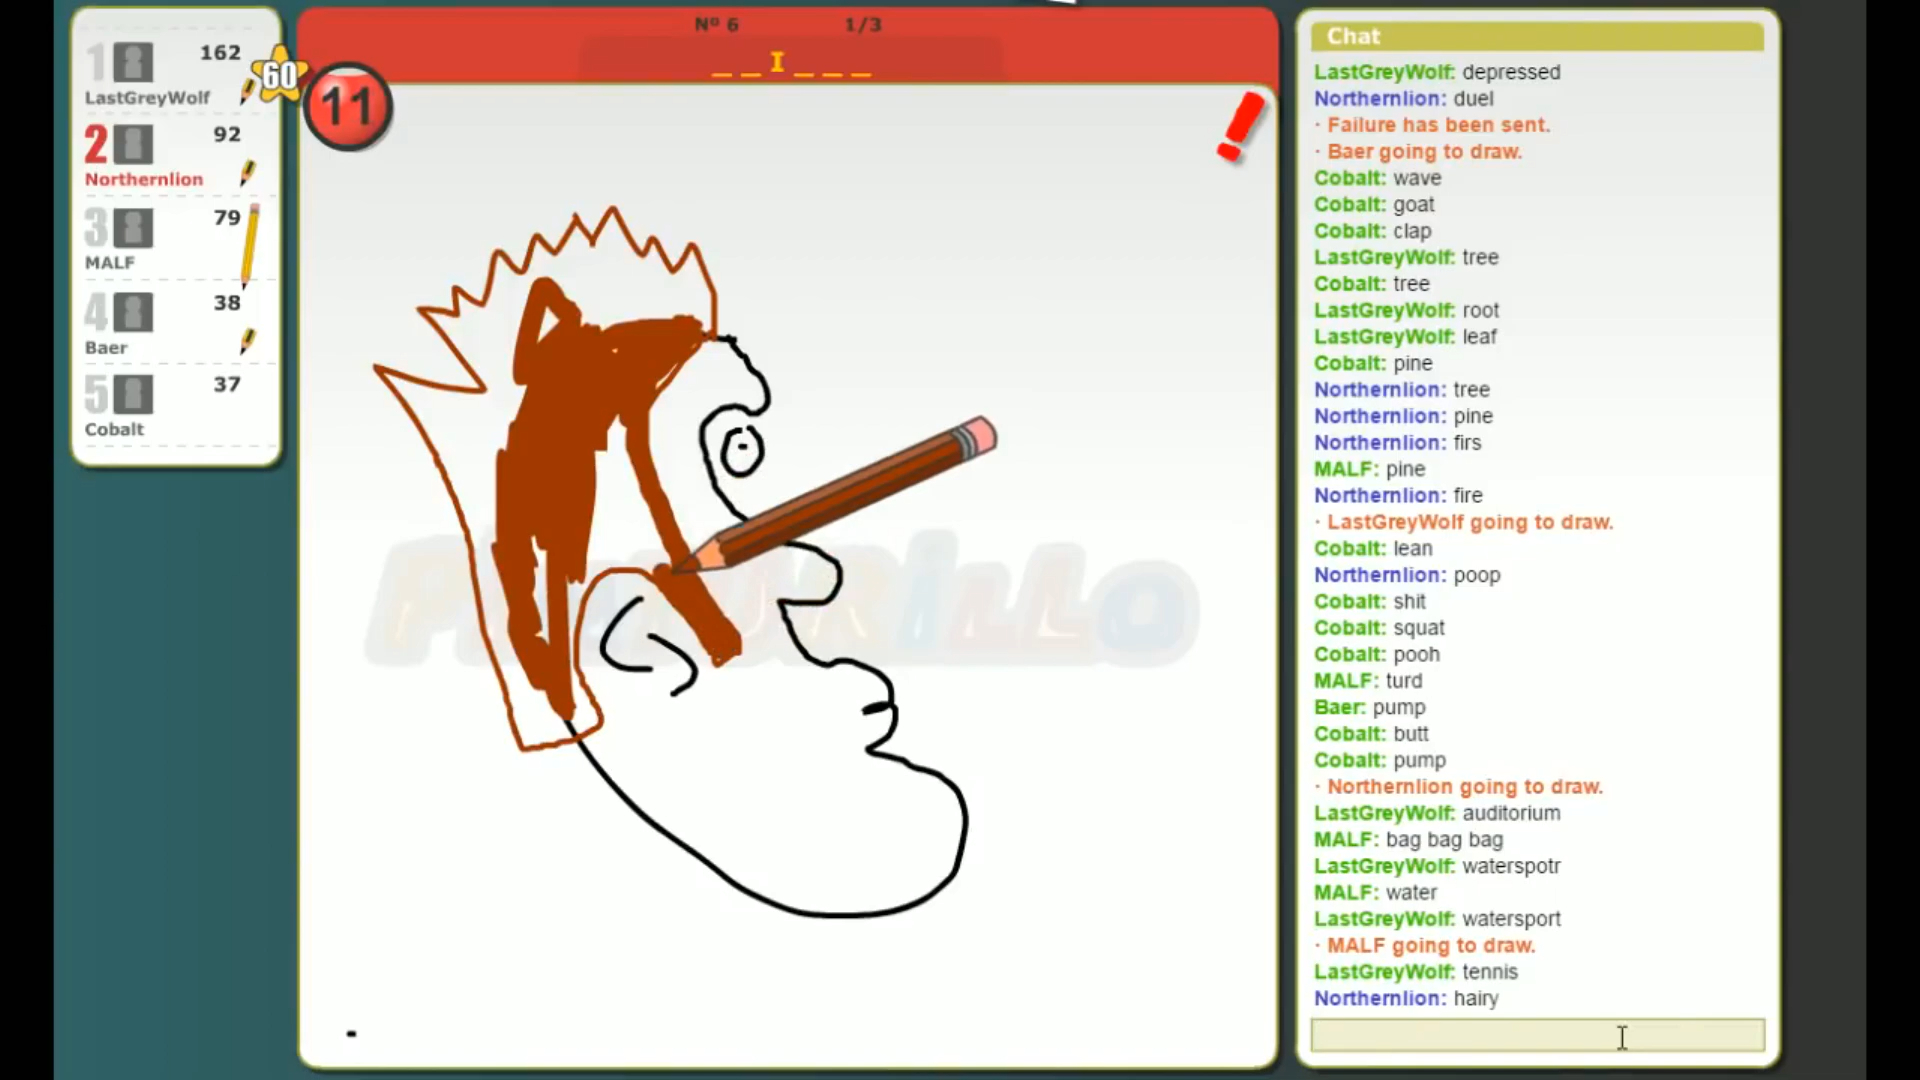 1 162
LastGreyWolf
60
2 92
Northernlion
3 79
MALF
4 38
Baer
5 37
Cobalt
11
Nº 6 1/3
_ _ I _ _ _
!
PINTURILLO
Chat
LastGreyWolf: depressed
Northernlion: duel
· Failure has been sent.
· Baer going to draw.
Cobalt: wave
Cobalt: goat
Cobalt: clap
LastGreyWolf: tree
Cobalt: tree
LastGreyWolf: root
LastGreyWolf: leaf
Cobalt: pine
Northernlion: tree
Northernlion: pine
Northernlion: firs
MALF: pine
Northernlion: fire
· LastGreyWolf going to draw.
Cobalt: lean
Northernlion: poop
Cobalt: shit
Cobalt: squat
Cobalt: pooh
MALF: turd
Baer: pump
Cobalt: butt
Cobalt: pump
· Northernlion going to draw.
LastGreyWolf: auditorium
MALF: bag bag bag
LastGreyWolf: waterspotr
MALF: water
LastGreyWolf: watersport
· MALF going to draw.
LastGreyWolf: tennis
Northernlion: hairy